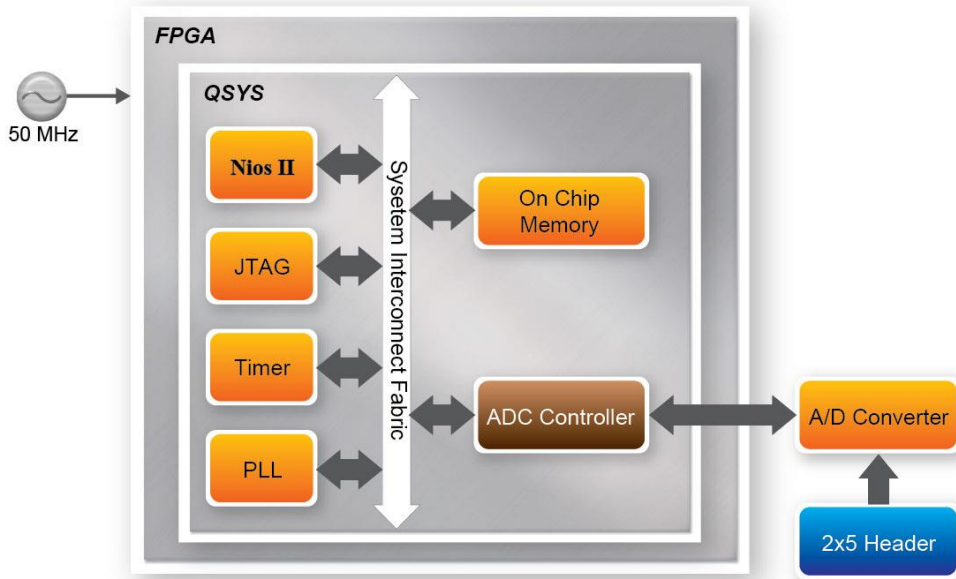 FPGA
QSYS
50 MHz
Nios II
JTAG
Timer
PLL
Sysetem Interconnect Fabric
On Chip
Memory
ADC Controller
A/D Converter
2x5 Header